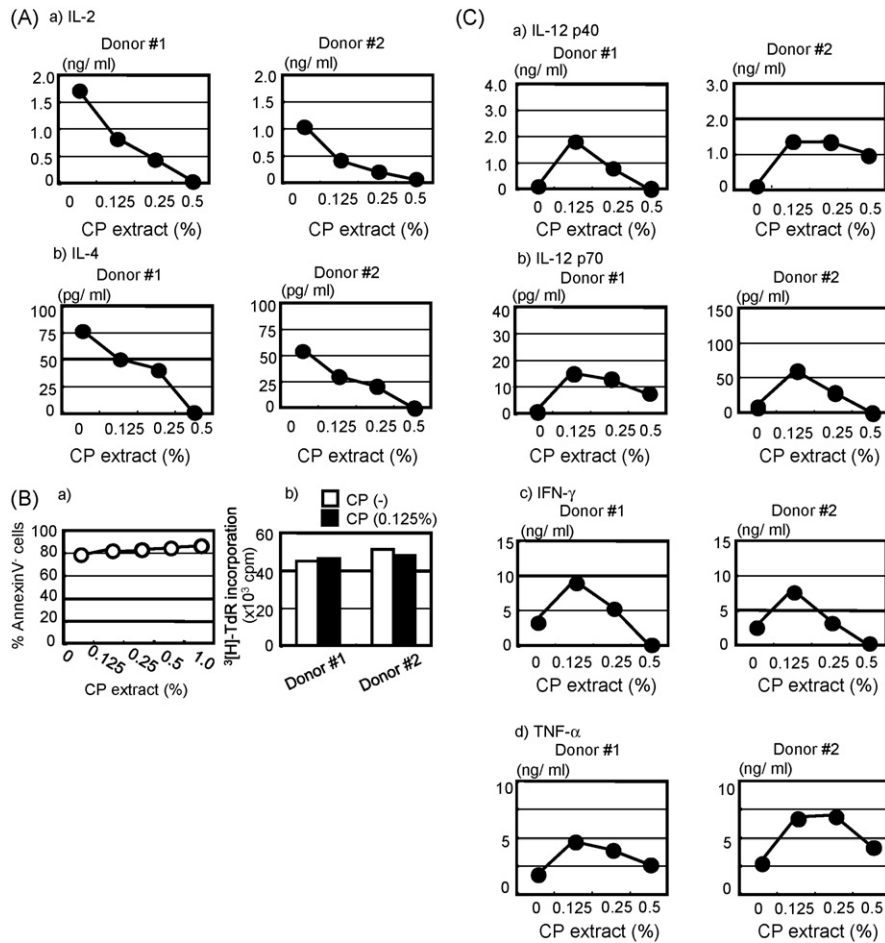 (A) a) IL-2
Donor #1
(ng/ ml)
2.0
1.5
1.0
0.5
0
0 0.125 0.25 0.5
CP extract (%)
Donor #2
(ng/ ml)
2.0
1.5
1.0
0.5
0
0 0.125 0.25 0.5
CP extract (%)
b) IL-4
Donor #1
(pg/ ml)
100
75
50
25
0
0 0.125 0.25 0.5
CP extract (%)
Donor #2
(pg/ ml)
100
75
50
25
0
0 0.125 0.25 0.5
CP extract (%)
(B) a)
% AnnexinV- cells
100
80
60
40
20
0 0.125 0.25 0.5 1.0
CP extract (%)
b)
CP (-)
CP (0.125%)
³[H]-TdR incorporation
(x10³ cpm)
80
60
40
20
0
Donor #1 Donor #2
(C)
a) IL-12 p40
Donor #1
(ng/ ml)
4.0
3.0
2.0
1.0
0
0 0.125 0.25 0.5
CP extract (%)
Donor #2
(ng/ ml)
3.0
2.0
1.0
0
0 0.125 0.25 0.5
CP extract (%)
b) IL-12 p70
Donor #1
(pg/ ml)
40
30
20
10
0
0 0.125 0.25 0.5
CP extract (%)
Donor #2
(pg/ ml)
150
100
50
0
0 0.125 0.25 0.5
CP extract (%)
c) IFN-γ
Donor #1
(ng/ ml)
15
10
5
0
0 0.125 0.25 0.5
CP extract (%)
Donor #2
(ng/ ml)
15
10
5
0
0 0.125 0.25 0.5
CP extract (%)
d) TNF-α
Donor #1
(ng/ ml)
10
5
0
0 0.125 0.25 0.5
CP extract (%)
Donor #2
(ng/ ml)
10
5
0
0 0.125 0.25 0.5
CP extract (%)